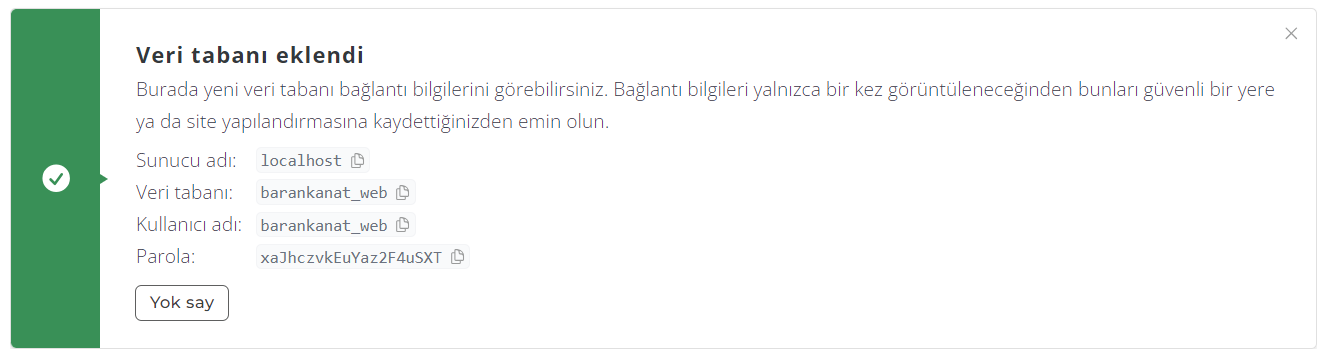 Veri tabanı eklendi
Burada yeni veri tabanı bağlantı bilgilerini görebilirsiniz. Bağlantı bilgileri yalnızca bir kez görüntüleneceğinden bunları güvenli bir yere
ya da site yapılandırmasına kaydettiğinizden emin olun.
Sunucu adı: localhost
Veri tabanı: barankanat_web
Kullanıcı adı: barankanat_web
Parola: xaJhczvkEuYaz2F4uSXT
Yok say